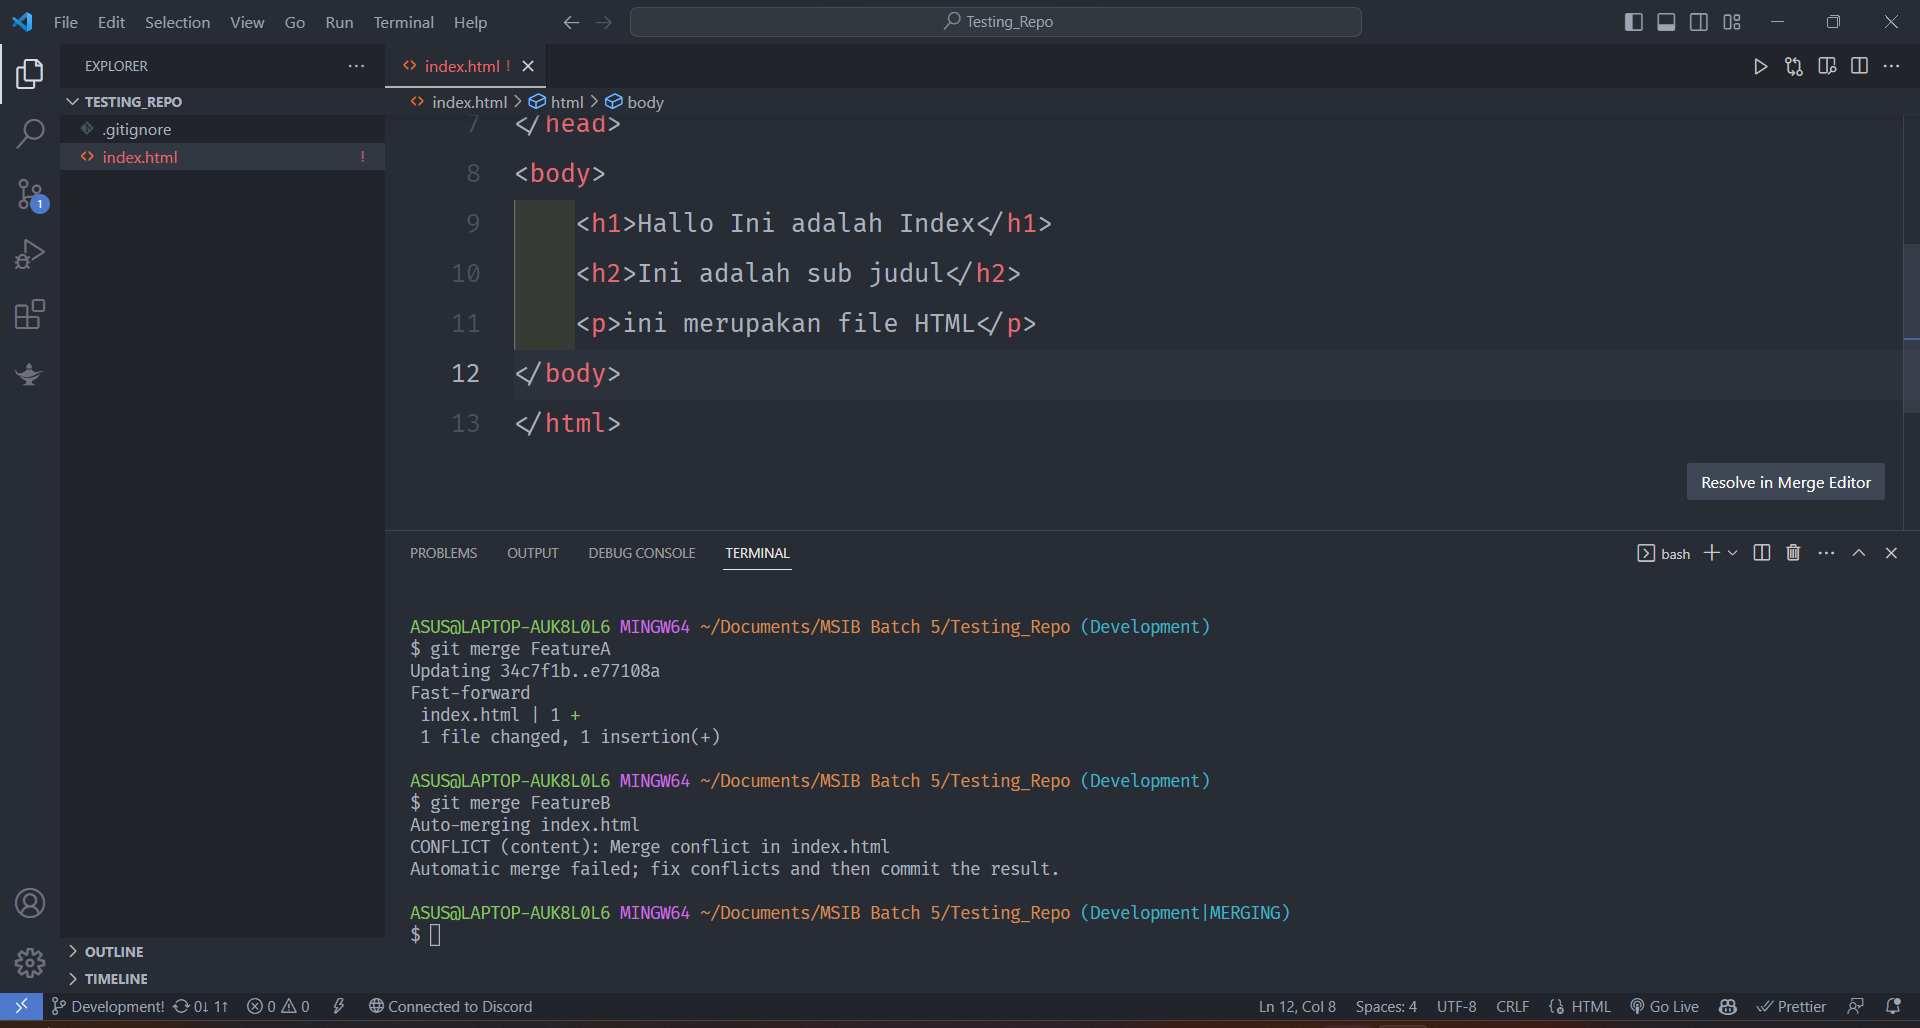 File Edit Selection View Go Run Terminal Help
Testing_Repo
EXPLORER
TESTING_REPO
.gitignore
index.html !
1
index.html !
index.html > html > body
7 </head>
8 <body>
9 <h1>Hallo Ini adalah Index</h1>
10 <h2>Ini adalah sub judul</h2>
11 <p>ini merupakan file HTML</p>
12 </body>
13 </html>
Resolve in Merge Editor
PROBLEMS OUTPUT DEBUG CONSOLE TERMINAL
bash
ASUS@LAPTOP-AUK8L0L6 MINGW64 ~/Documents/MSIB Batch 5/Testing_Repo (Development)
$ git merge FeatureA
Updating 34c7f1b..e77108a
Fast-forward
index.html | 1 +
1 file changed, 1 insertion(+)
ASUS@LAPTOP-AUK8L0L6 MINGW64 ~/Documents/MSIB Batch 5/Testing_Repo (Development)
$ git merge FeatureB
Auto-merging index.html
CONFLICT (content): Merge conflict in index.html
Automatic merge failed; fix conflicts and then commit the result.
ASUS@LAPTOP-AUK8L0L6 MINGW64 ~/Documents/MSIB Batch 5/Testing_Repo (Development|MERGING)
$
OUTLINE
TIMELINE
Development! 0↓ 1↑ 0 0 Connected to Discord Ln 12, Col 8 Spaces: 4 UTF-8 CRLF HTML Go Live Prettier